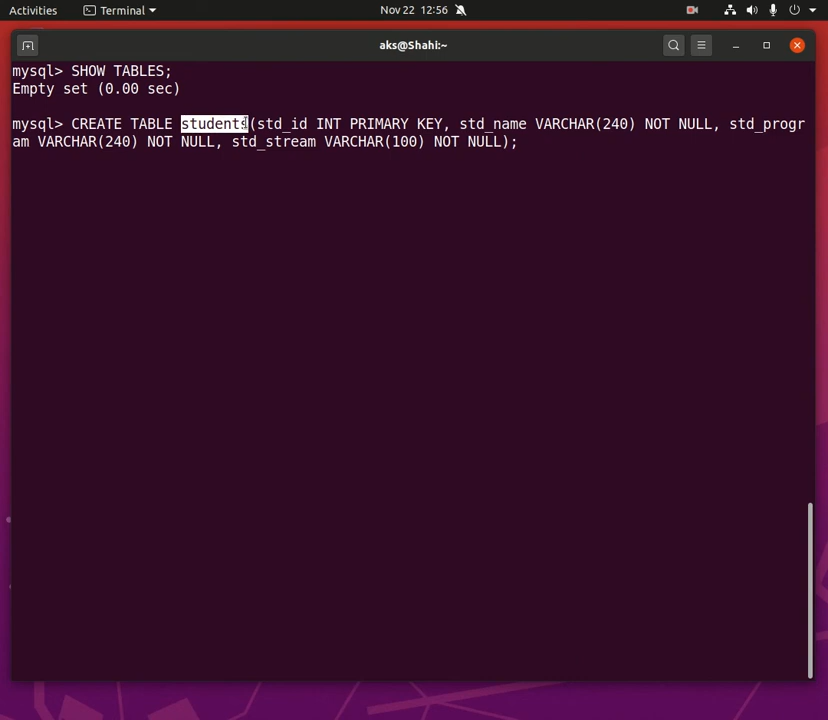 Activities
Terminal
Nov 22 12:56
aks@Shahi:~
mysql> SHOW TABLES;
Empty set (0.00 sec)
mysql> CREATE TABLE students(std_id INT PRIMARY KEY, std_name VARCHAR(240) NOT NULL, std_progr
am VARCHAR(240) NOT NULL, std_stream VARCHAR(100) NOT NULL);